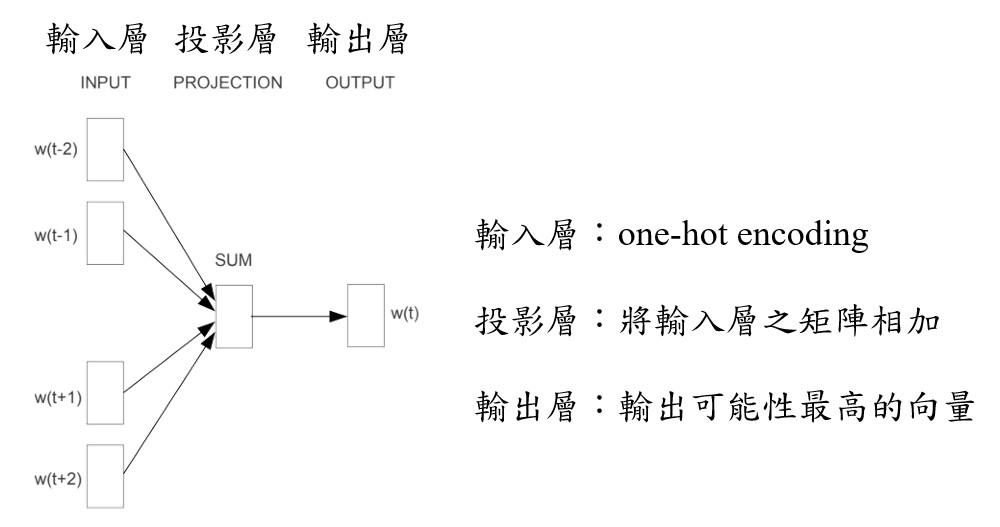 輸入層 投影層 輸出層
INPUT PROJECTION OUTPUT
w(t-2)
w(t-1)
SUM
w(t)
w(t+1)
w(t+2)
輸入層：one-hot encoding
投影層：將輸入層之矩陣相加
輸出層：輸出可能性最高的向量